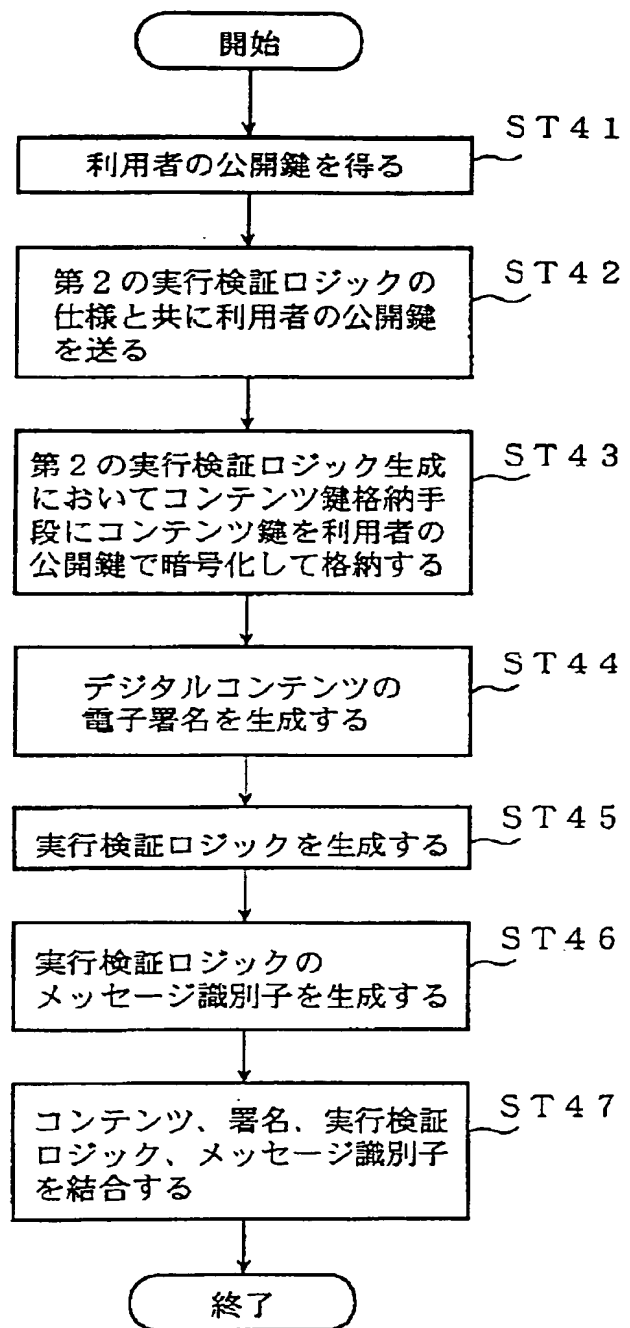 開始
ST41
利用者の公開鍵を得る
ST42
第2の実行検証ロジックの
仕様と共に利用者の公開鍵
を送る
ST43
第2の実行検証ロジック生成
においてコンテンツ鍵格納手
段にコンテンツ鍵を利用者の
公開鍵で暗号化して格納する
ST44
デジタルコンテンツの
電子署名を生成する
ST45
実行検証ロジックを生成する
ST46
実行検証ロジックの
メッセージ識別子を生成する
ST47
コンテンツ、署名、実行検証
ロジック、メッセージ識別子
を結合する
終了